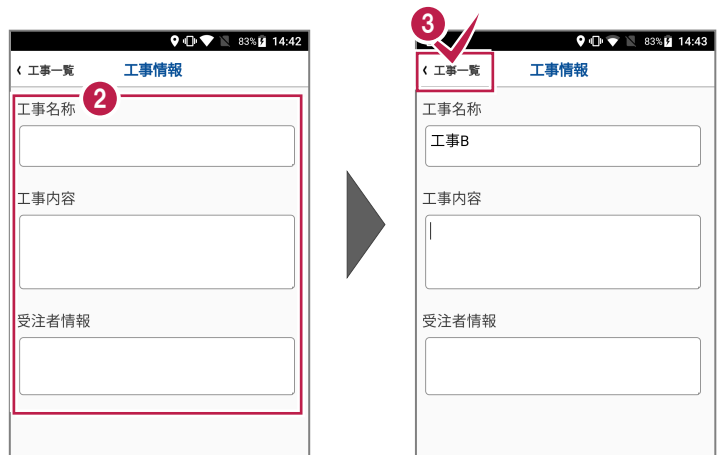 83% 14:42
工事一覧 工事情報
2
工事名称
工事内容
受注者情報
3
83% 14:43
工事一覧 工事情報
工事名称
工事B
工事内容
受注者情報